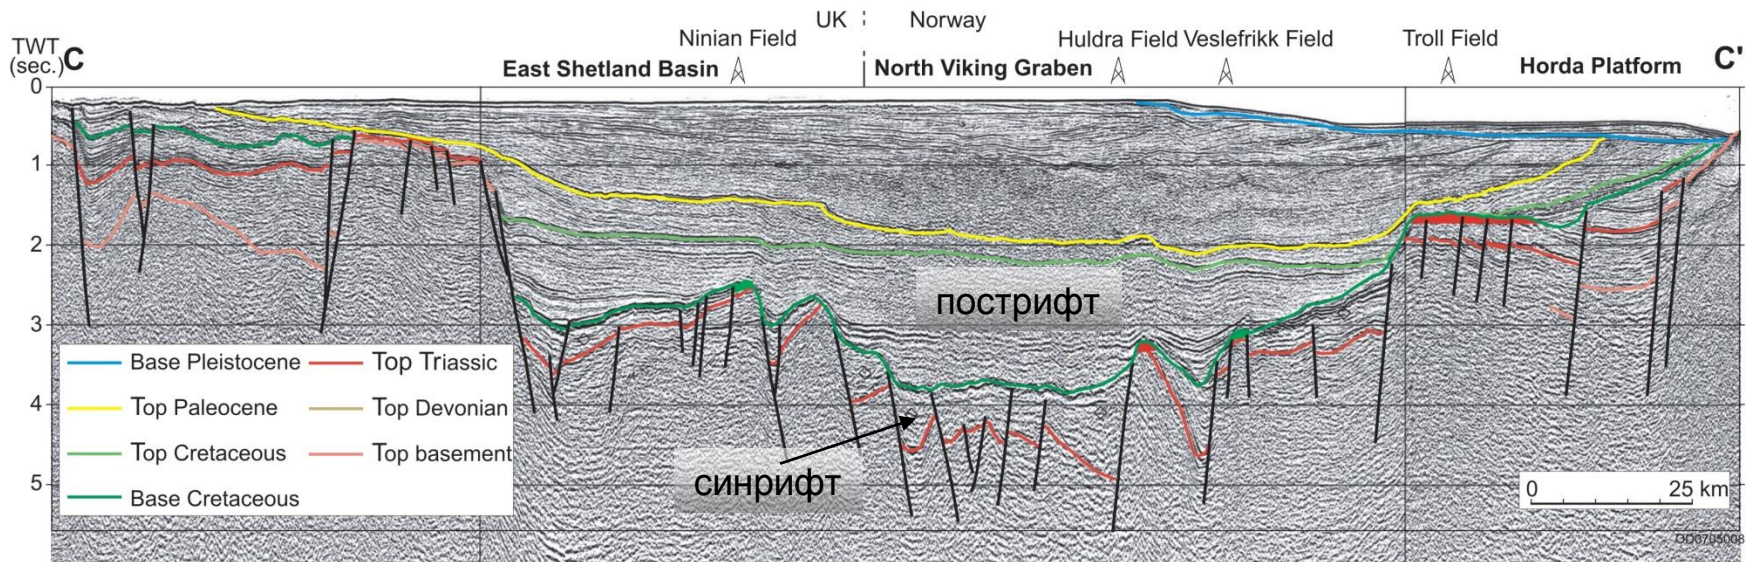 UK Norway
TWT (sec.)
C
Ninian Field
Huldra Field Veslefrikk Field
Troll Field
East Shetland Basin
North Viking Graben
Horda Platform
C'
0
1
2
3
4
5
пострифт
синрифт
Base Pleistocene
Top Triassic
Top Paleocene
Top Devonian
Top Cretaceous
Top basement
Base Cretaceous
0 25 km
GD0705008